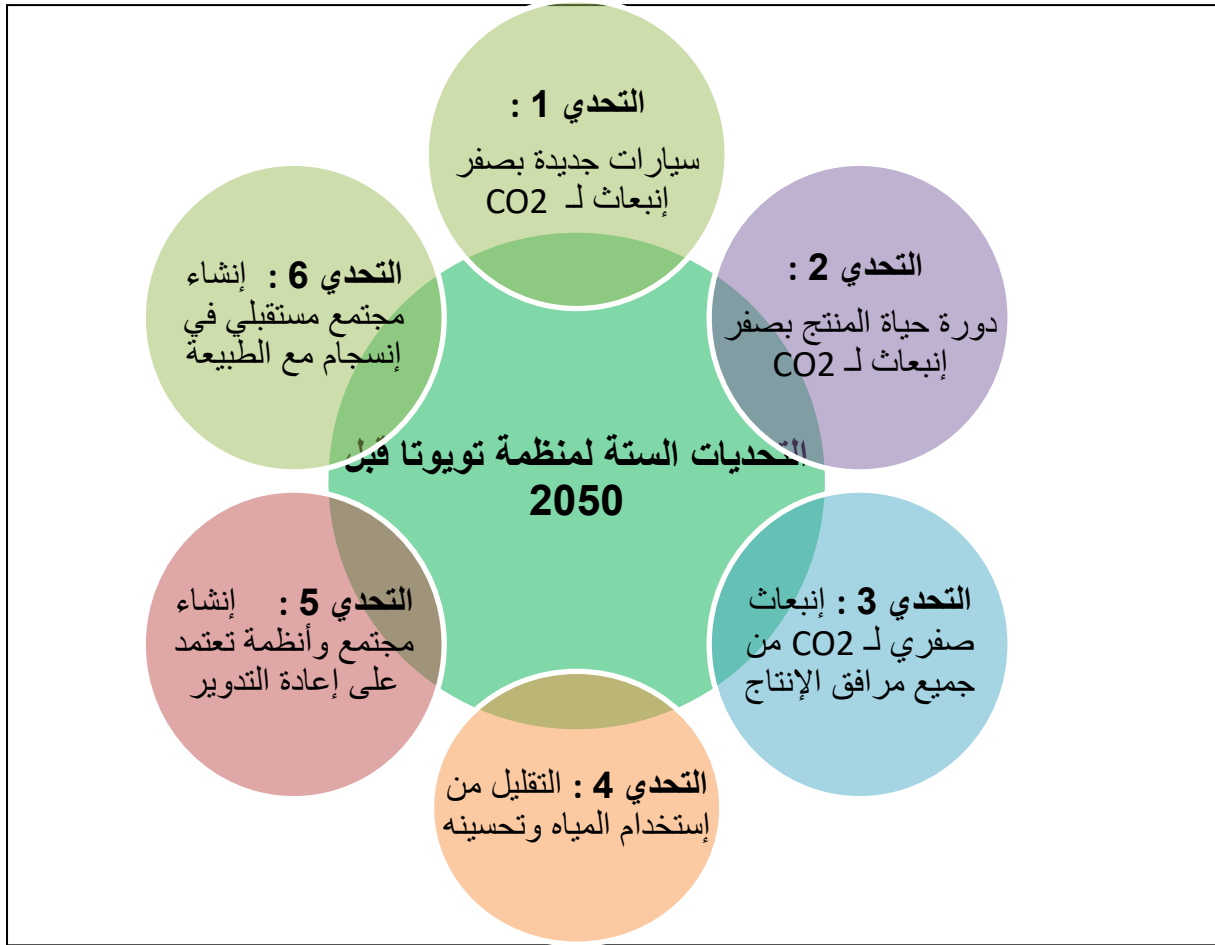 التحدي 1 :
سيارات جديدة بصفر
إنبعاث لـ CO2
التحدي 2 :
دورة حياة المنتج بصفر
إنبعاث لـ CO2
التحدي 3 : إنبعاث
صفري لـ CO2 من
جميع مرافق الإنتاج
التحدي 4 : التقليل من
إستخدام المياه وتحسينه
التحدي 5 : إنشاء
مجتمع وأنظمة تعتمد
على إعادة التدوير
التحدي 6 : إنشاء
مجتمع مستقبلي في
إنسجام مع الطبيعة
التحديات الستة لمنظمة تويوتا قبل
2050